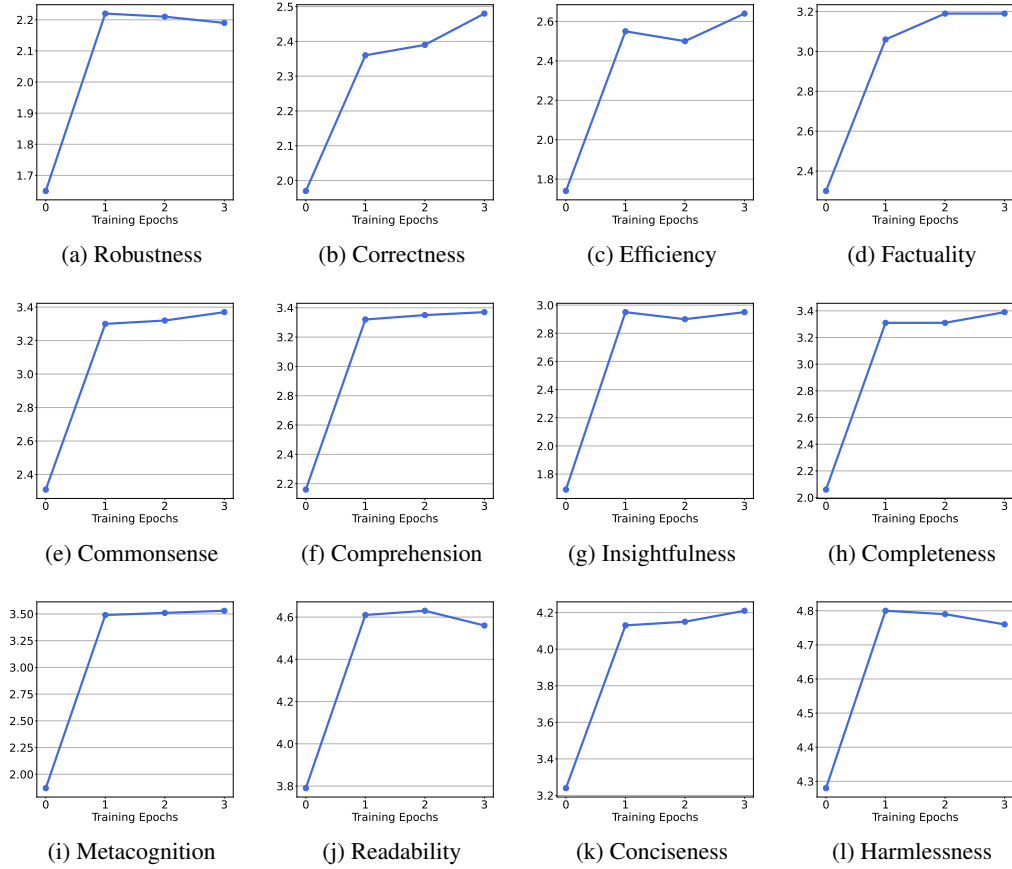 2.2
2.1
2.0
1.9
1.8
1.7
0 1 2 3
Training Epochs
(a) Robustness
2.5
2.4
2.3
2.2
2.1
2.0
0 1 2 3
Training Epochs
(b) Correctness
2.6
2.4
2.2
2.0
1.8
0 1 2 3
Training Epochs
(c) Efficiency
3.2
3.0
2.8
2.6
2.4
0 1 2 3
Training Epochs
(d) Factuality
3.4
3.2
3.0
2.8
2.6
2.4
0 1 2 3
Training Epochs
(e) Commonsense
3.4
3.2
3.0
2.8
2.6
2.4
2.2
0 1 2 3
Training Epochs
(f) Comprehension
3.0
2.8
2.6
2.4
2.2
2.0
1.8
0 1 2 3
Training Epochs
(g) Insightfulness
3.4
3.2
3.0
2.8
2.6
2.4
2.2
2.0
0 1 2 3
Training Epochs
(h) Completeness
3.50
3.25
3.00
2.75
2.50
2.25
2.00
0 1 2 3
Training Epochs
(i) Metacognition
4.6
4.4
4.2
4.0
3.8
0 1 2 3
Training Epochs
(j) Readability
4.2
4.0
3.8
3.6
3.4
3.2
0 1 2 3
Training Epochs
(k) Conciseness
4.8
4.7
4.6
4.5
4.4
4.3
0 1 2 3
Training Epochs
(l) Harmlessness